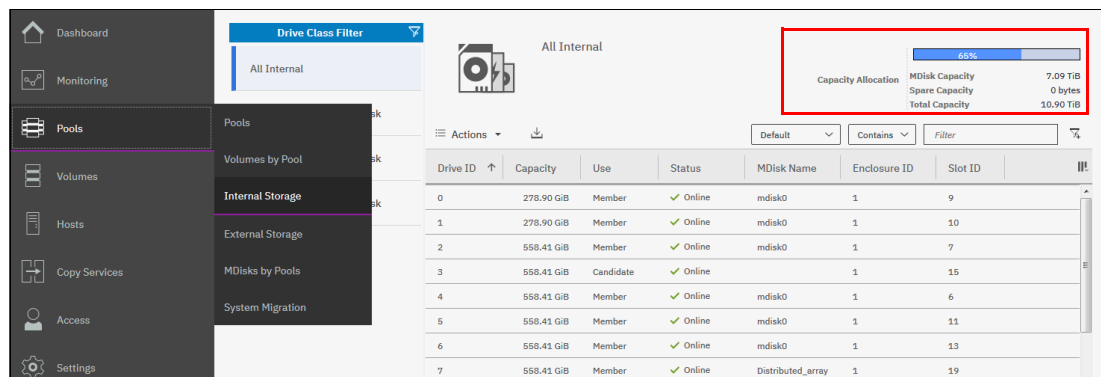 Dashboard
Monitoring
Pools
Volumes
Hosts
Copy Services
Access
Settings
Pools
Volumes by Pool
Internal Storage
External Storage
MDisks by Pools
System Migration
Drive Class Filter
All Internal
sk
sk
sk
All Internal
65%
Capacity Allocation
MDisk Capacity 7.09 TiB
Spare Capacity 0 bytes
Total Capacity 10.90 TiB
Actions
Default Contains Filter
Drive ID Capacity Use Status MDisk Name Enclosure ID Slot ID
0 278.90 GiB Member Online mdisk0 1 9
1 278.90 GiB Member Online mdisk0 1 10
2 558.41 GiB Member Online mdisk0 1 7
3 558.41 GiB Candidate Online 1 15
4 558.41 GiB Member Online mdisk0 1 6
5 558.41 GiB Member Online mdisk0 1 11
6 558.41 GiB Member Online mdisk0 1 13
7 558.41 GiB Member Online Distributed_array 1 19